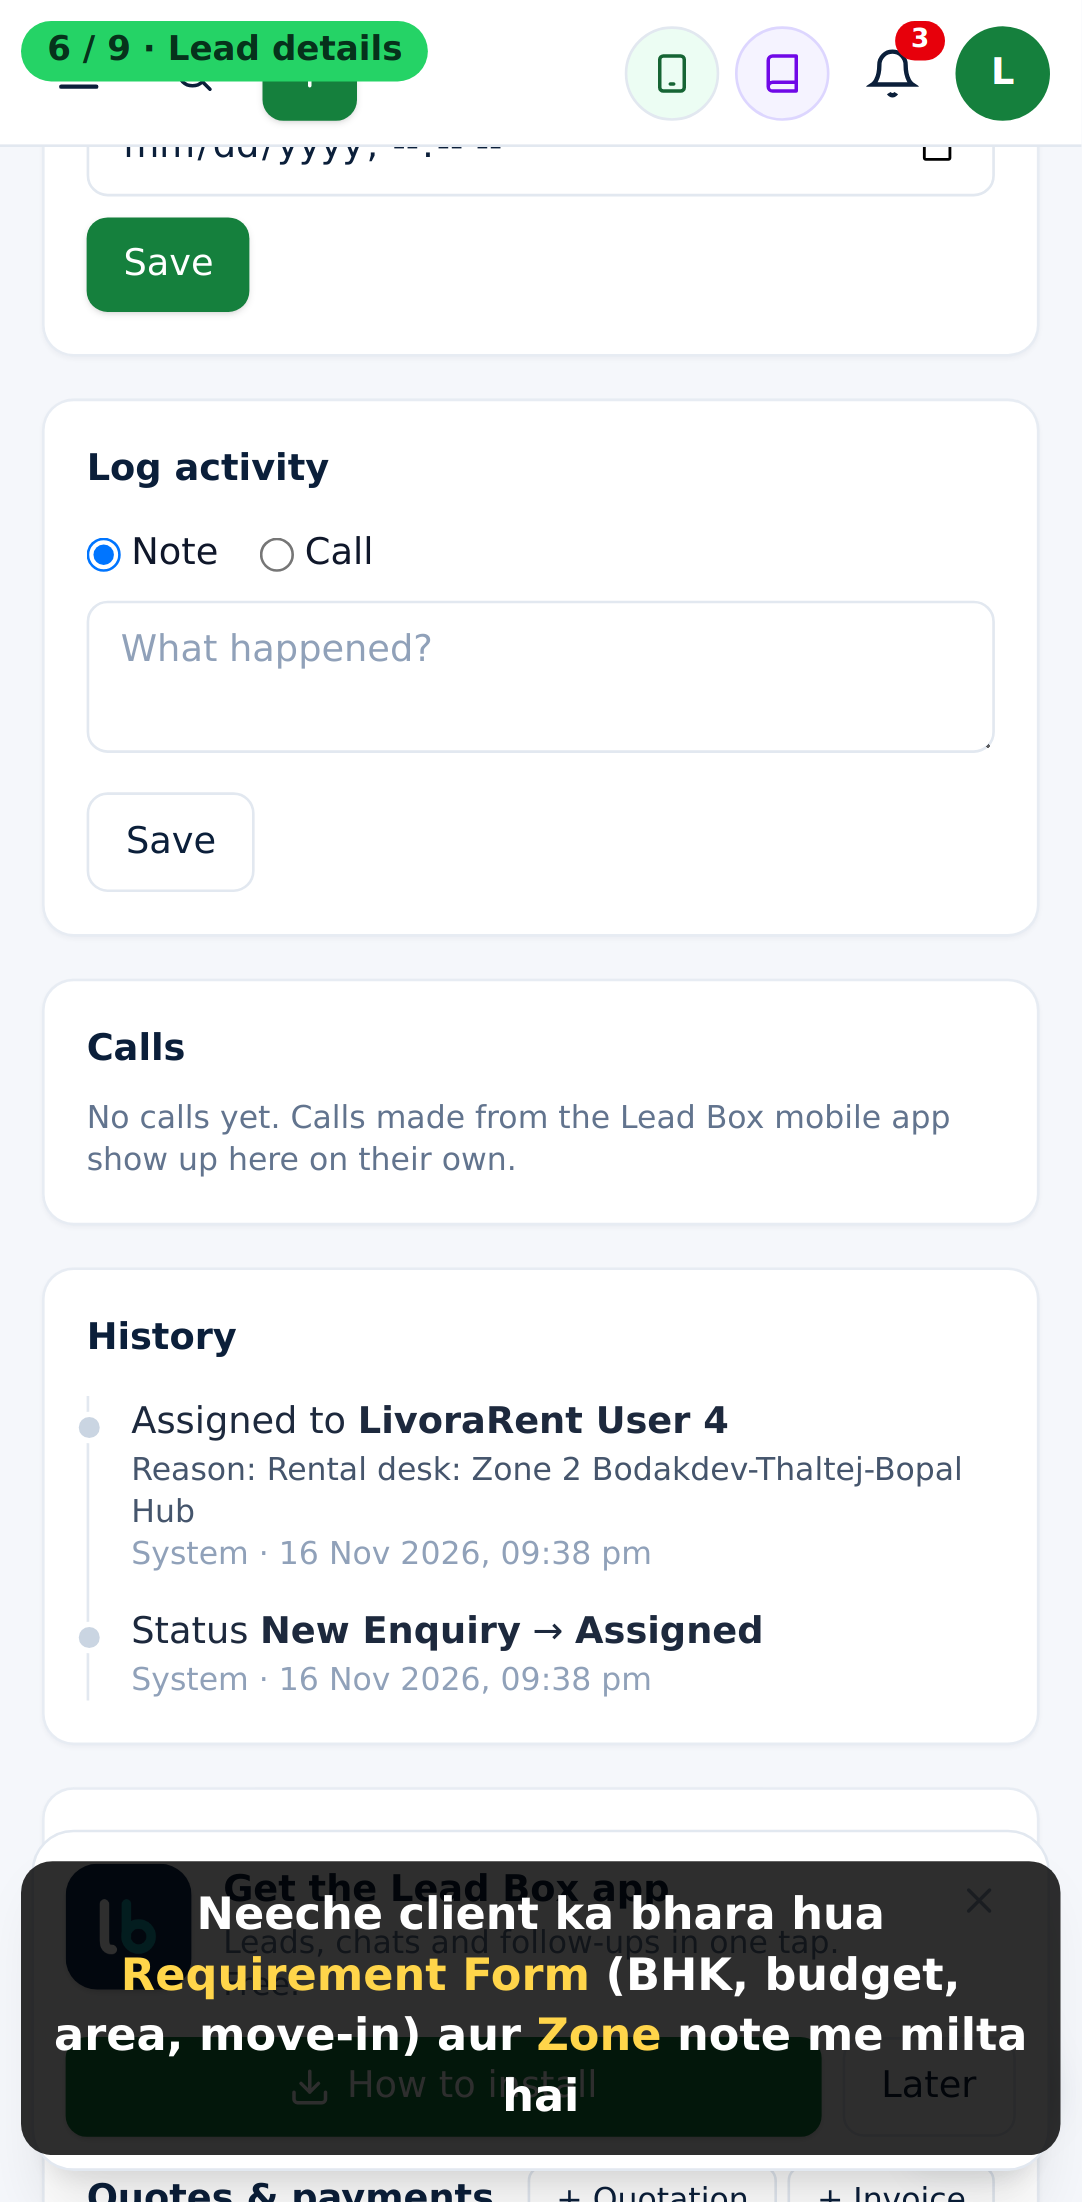 6 / 9 · Lead details
3
L
mm/dd/yyyy, --:-- --
Save
Log activity
Note
Call
What happened?
Save
Calls
No calls yet. Calls made from the Lead Box mobile app
show up here on their own.
History
Assigned to LivoraRent User 4
Reason: Rental desk: Zone 2 Bodakdev-Thaltej-Bopal
Hub
System · 16 Nov 2026, 09:38 pm
Status New Enquiry → Assigned
System · 16 Nov 2026, 09:38 pm
lb
Get the Lead Box app
Leads, chats and follow-ups in one tap.
Free.
How to install
Later
Neeche client ka bhara hua
Requirement Form (BHK, budget,
area, move-in) aur Zone note me milta
hai
Quotes & payments
+ Quotation
+ Invoice